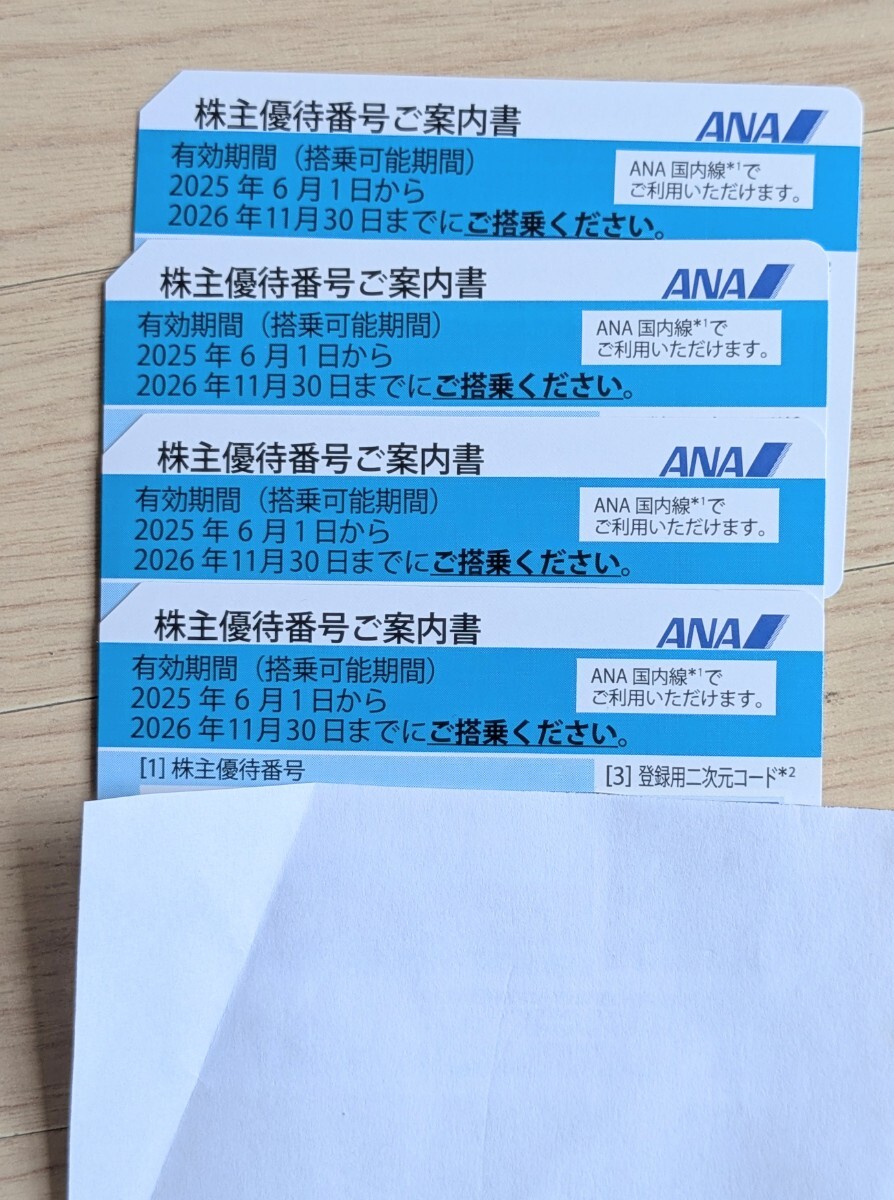 株主優待番号ご案内書
ANA
有効期間（搭乗可能期間）
2025年6月1日から
2026年11月30日までにご搭乗ください。
ANA国内線*1で
ご利用いただけます。
株主優待番号ご案内書
ANA
有効期間（搭乗可能期間）
2025年6月1日から
2026年11月30日までにご搭乗ください。
ANA国内線*1で
ご利用いただけます。
株主優待番号ご案内書
ANA
有効期間（搭乗可能期間）
2025年6月1日から
2026年11月30日までにご搭乗ください。
ANA国内線*1で
ご利用いただけます。
株主優待番号ご案内書
ANA
有効期間（搭乗可能期間）
2025年6月1日から
2026年11月30日までにご搭乗ください。
ANA国内線*1で
ご利用いただけます。
[1] 株主優待番号
[3] 登録用二次元コード*2